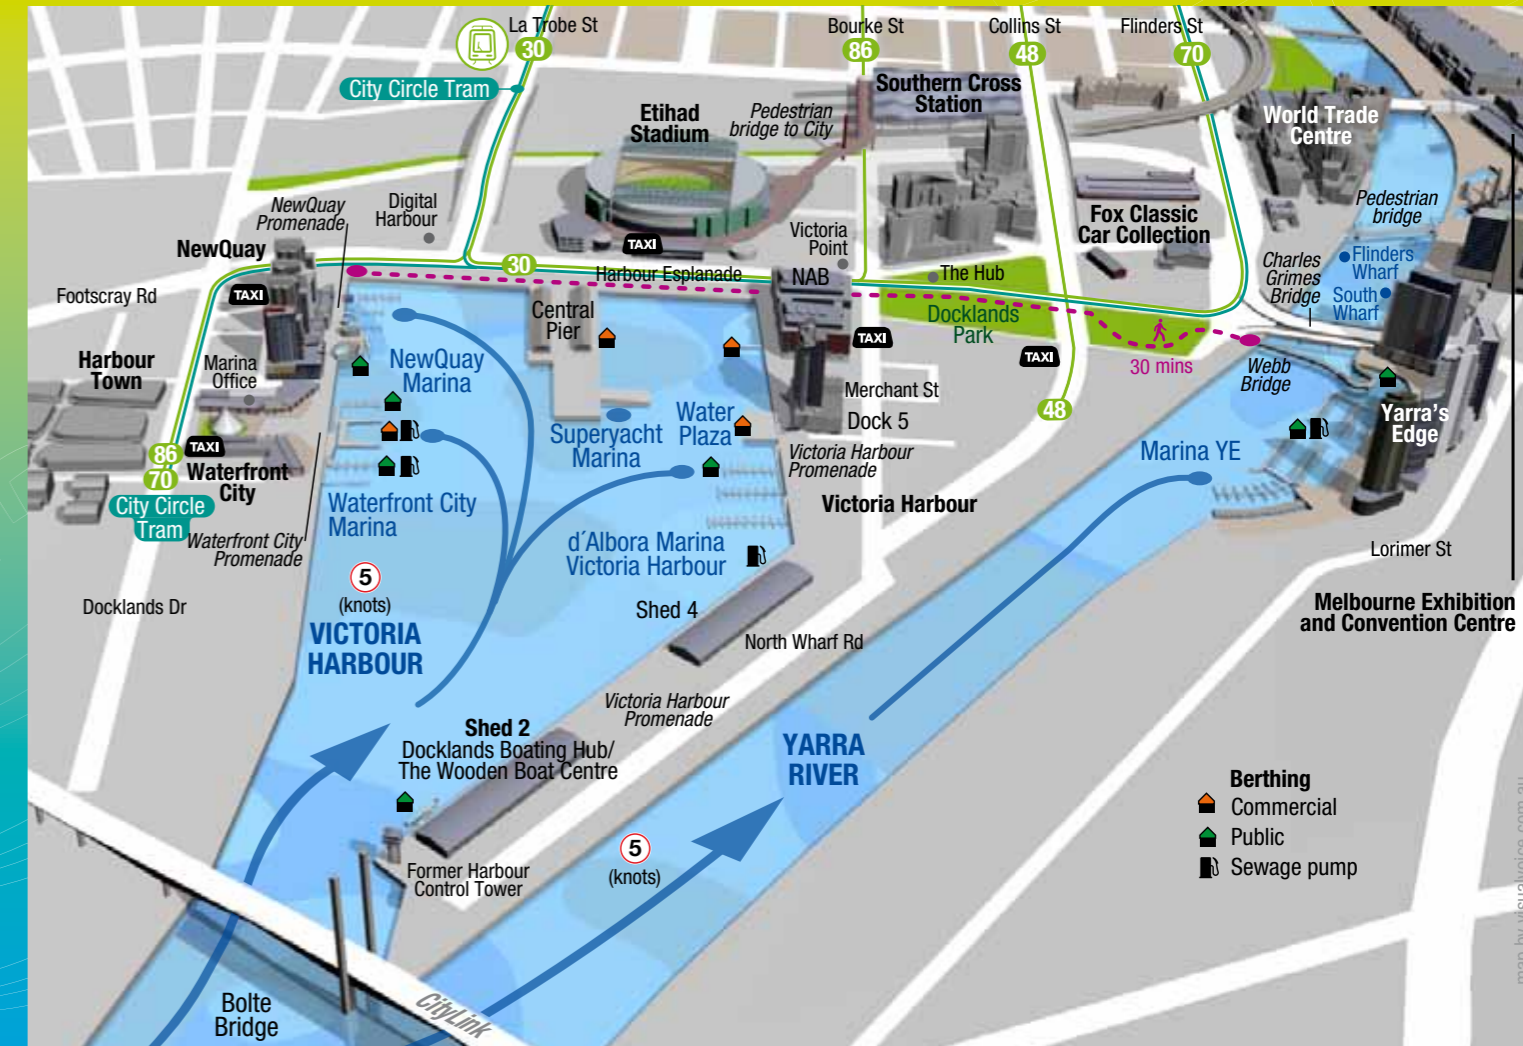 La Trobe St
30
City Circle Tram
Bourke St
86
Collins St
48
Flinders St
70
Southern Cross
Station
Etihad
Stadium
Pedestrian
bridge to City
World Trade
Centre
NewQuay
Promenade
Digital
Harbour
NewQuay
TAXI
Victoria
Point
Fox Classic
Car Collection
Pedestrian
bridge
Charles
Grimes
Bridge
Flinders
Wharf
South
Wharf
Footscray Rd
TAXI
30
Harbour Esplanade
NAB
The Hub
Docklands
Park
Central
Pier
TAXI
TAXI
30 mins
Webb
Bridge
Harbour
Town
Marina
Office
NewQuay
Marina
Merchant St
Dock 5
48
Yarra's
Edge
Superyacht
Marina
Water
Plaza
Victoria Harbour
Promenade
Marina YE
86
70
TAXI
Waterfront
City
City Circle
Tram
Waterfront City
Promenade
Waterfront City
Marina
Victoria Harbour
d´Albora Marina
Victoria Harbour
Lorimer St
5
(knots)
Docklands Dr
VICTORIA
HARBOUR
Shed 4
North Wharf Rd
Melbourne Exhibition
and Convention Centre
Victoria Harbour
Promenade
Shed 2
Docklands Boating Hub/
The Wooden Boat Centre
YARRA
RIVER
Berthing
Commercial
Public
Sewage pump
5
(knots)
Former Harbour
Control Tower
CityLink
Bolte
Bridge
map by visualvoice.com.au